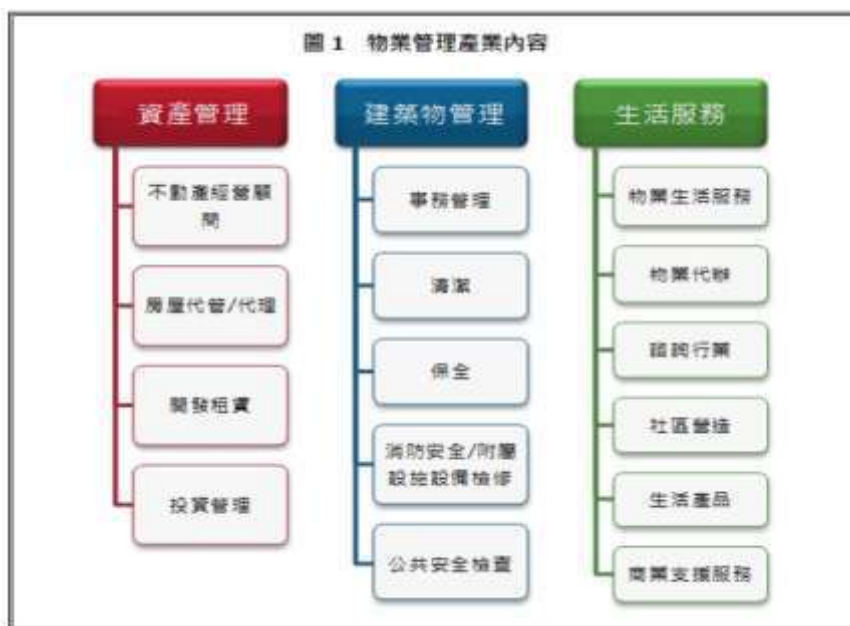 圖 1 物業管理產業內容
資產管理
不動產經營顧
問
房屋代管/代理
開發租賃
投資管理
建築物管理
事務管理
清潔
保全
消防安全/附屬
設施設備檢修
公共安全檢查
生活服務
物業生活服務
物業代辦
諮詢行業
社區營造
生活產品
商業支援服務